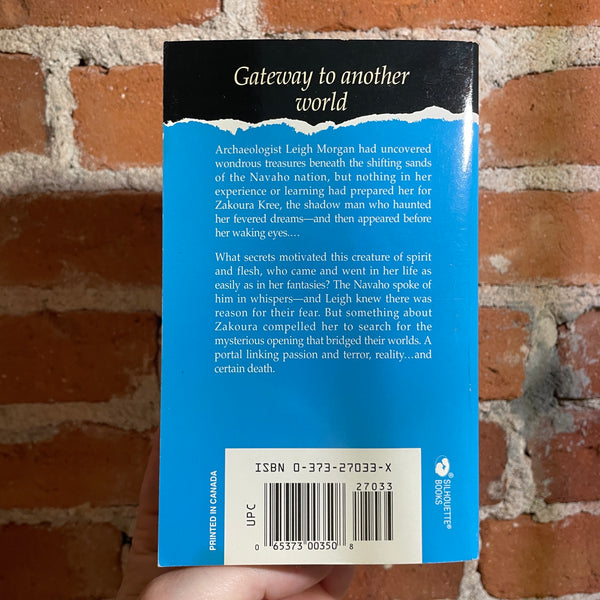 Gateway to another
world
Archaeologist Leigh Morgan had uncovered
wondrous treasures beneath the shifting sands
of the Navaho nation, but nothing in her
experience or learning had prepared her for
Zakoura Kree, the shadow man who haunted
her fevered dreams—and then appeared before
her waking eyes....
What secrets motivated this creature of spirit
and flesh, who came and went in her life as
easily as in her fantasies? The Navaho spoke of
him in whispers—and Leigh knew there was
reason for their fear. But something about
Zakoura compelled her to search for the
mysterious opening that bridged their worlds. A
portal linking passion and terror, reality...and
certain death.
PRINTED IN CANADA
ISBN 0-373-27033-X
27033
UPC
0 65373 00350 8
SILHOUETTE®
BOOKS